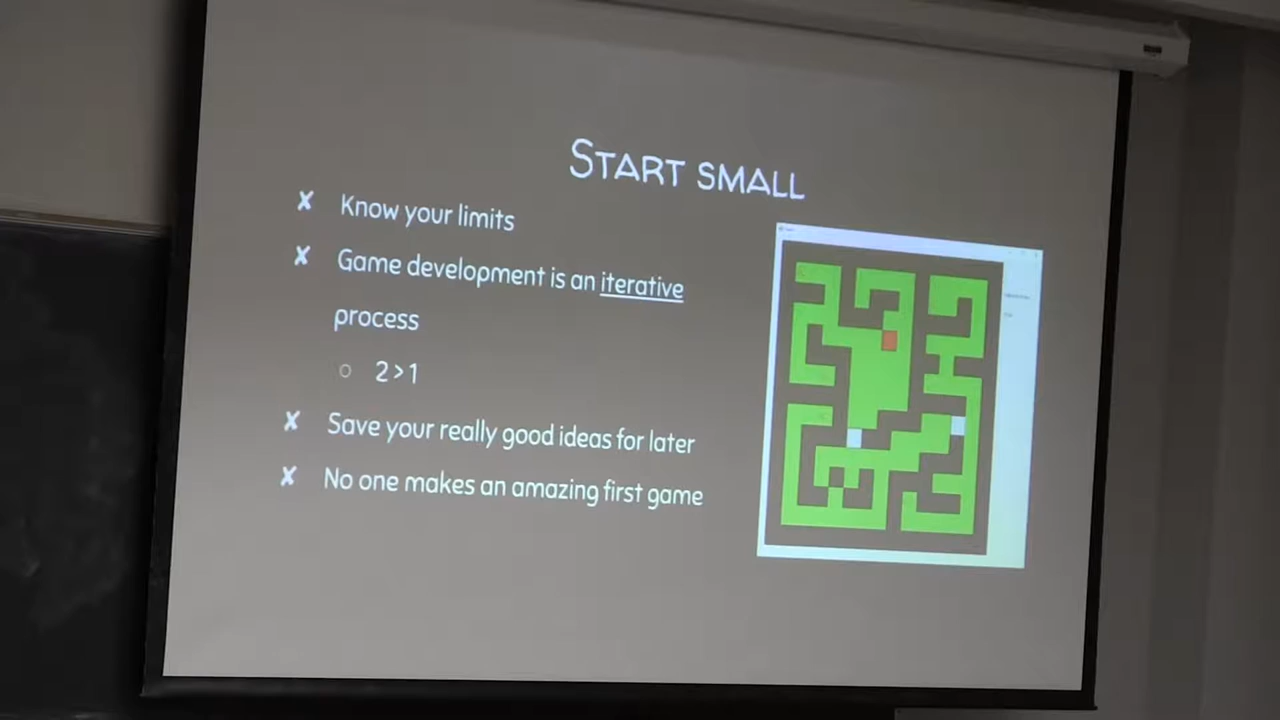 START SMALL
✘ Know your limits
✘ Game development is an iterative
process
○ 2 > 1
✘ Save your really good ideas for later
✘ No one makes an amazing first game